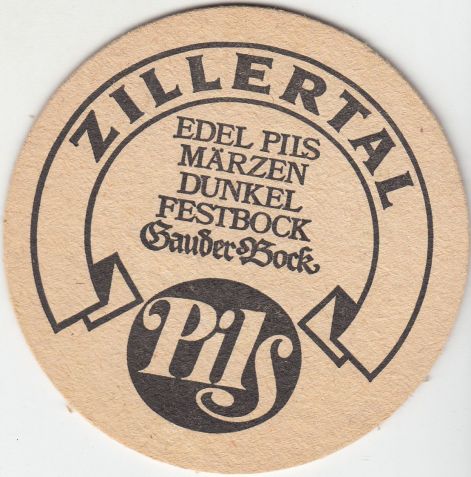 ZILLERTAL
EDEL PILS
MÄRZEN
DUNKEL
FESTBOCK
Gauder-Bock
Pils